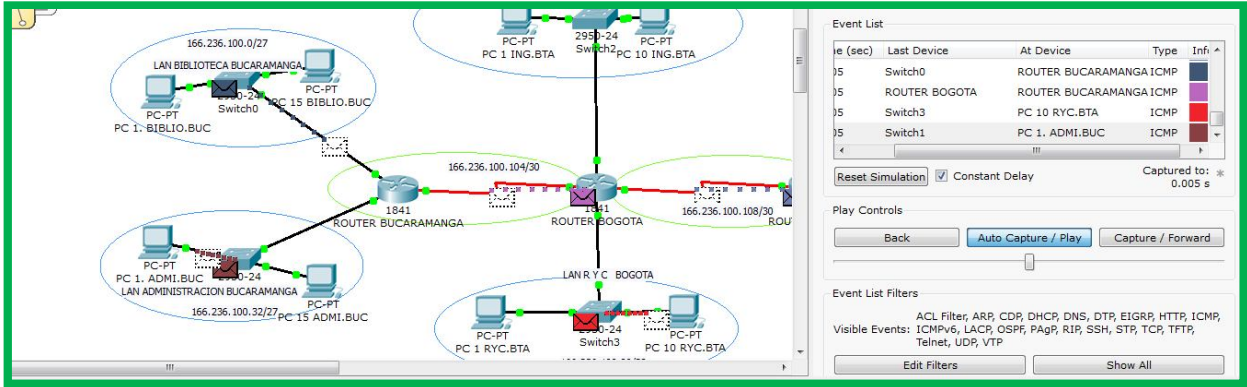 166.236.100.0/27
LAN BIBLIOTECA BUCARAMANGA
PC-PT
PC 1. BIBLIO.BUC
2950-24
Switch0
PC-PT
PC 15 BIBLIO.BUC
PC-PT
PC 1 ING.BTA
2950-24
Switch2
PC-PT
PC 10 ING.BTA
166.236.100.104/30
1841
ROUTER BUCARAMANGA
1841
ROUTER BOGOTA
166.236.100.108/30
PC-PT
PC 1. ADMI.BUC
2950-24
LAN ADMINISTRACION BUCARAMANGA
166.236.100.32/27
PC-PT
PC 15 ADMI.BUC
LAN R Y C BOGOTA
PC-PT
PC 1 RYC.BTA
2950-24
Switch3
PC-PT
PC 10 RYC.BTA
Event List
Last Device At Device Type
05 Switch0 ROUTER BUCARAMANGA ICMP
05 ROUTER BOGOTA ROUTER BUCARAMANGA ICMP
05 Switch3 PC 10 RYC.BTA ICMP
05 Switch1 PC 1. ADMI.BUC ICMP
Reset Simulation Constant Delay Captured to: *
0.005 s
Play Controls
Back Auto Capture / Play Capture / Forward
Event List Filters
Visible Events: ACL Filter, ARP, CDP, DHCP, DNS, DTP, EIGRP, HTTP, ICMP,
ICMPv6, LACP, OSPF, PAgP, RIP, SSH, STP, TCP, TFTP,
Telnet, UDP, VTP
Edit Filters Show All